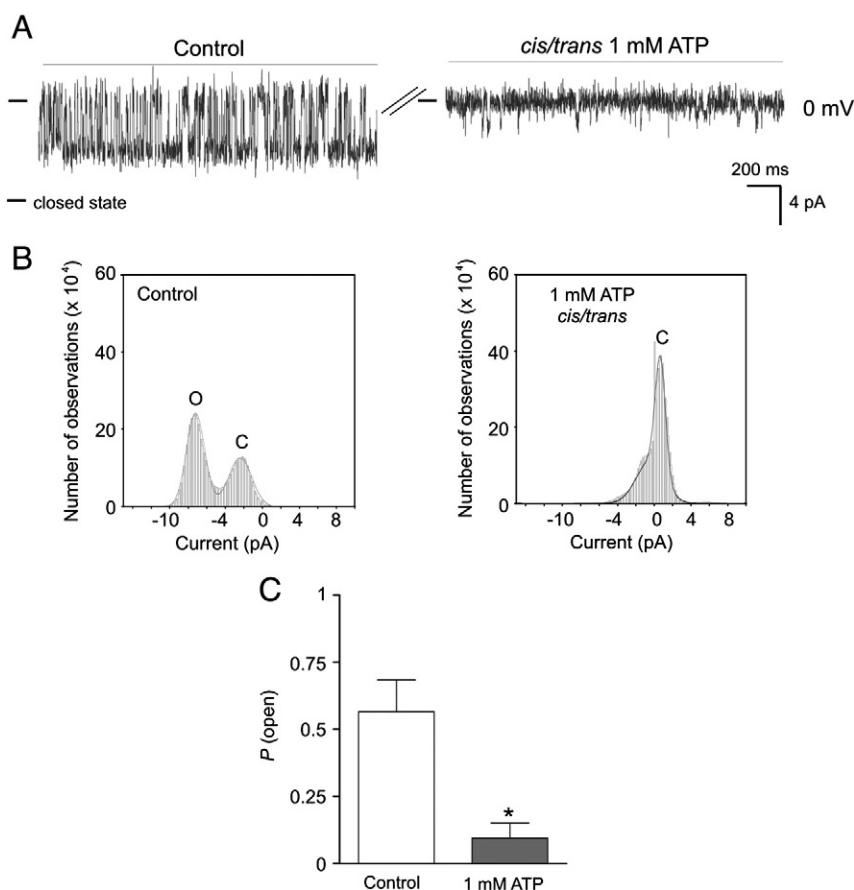 A
Control
cis/trans 1 mM ATP
0 mV
closed state
200 ms
4 pA
B
Number of observations (x 10⁴)
60
40
20
0
Control
O
C
-10
-4
0
4
8
Current (pA)
Number of observations (x 10⁴)
60
40
20
0
1 mM ATP
cis/trans
C
-10
-4
0
4
8
Current (pA)
C
P (open)
1
0.75
0.5
0.25
0
*
Control
1 mM ATP